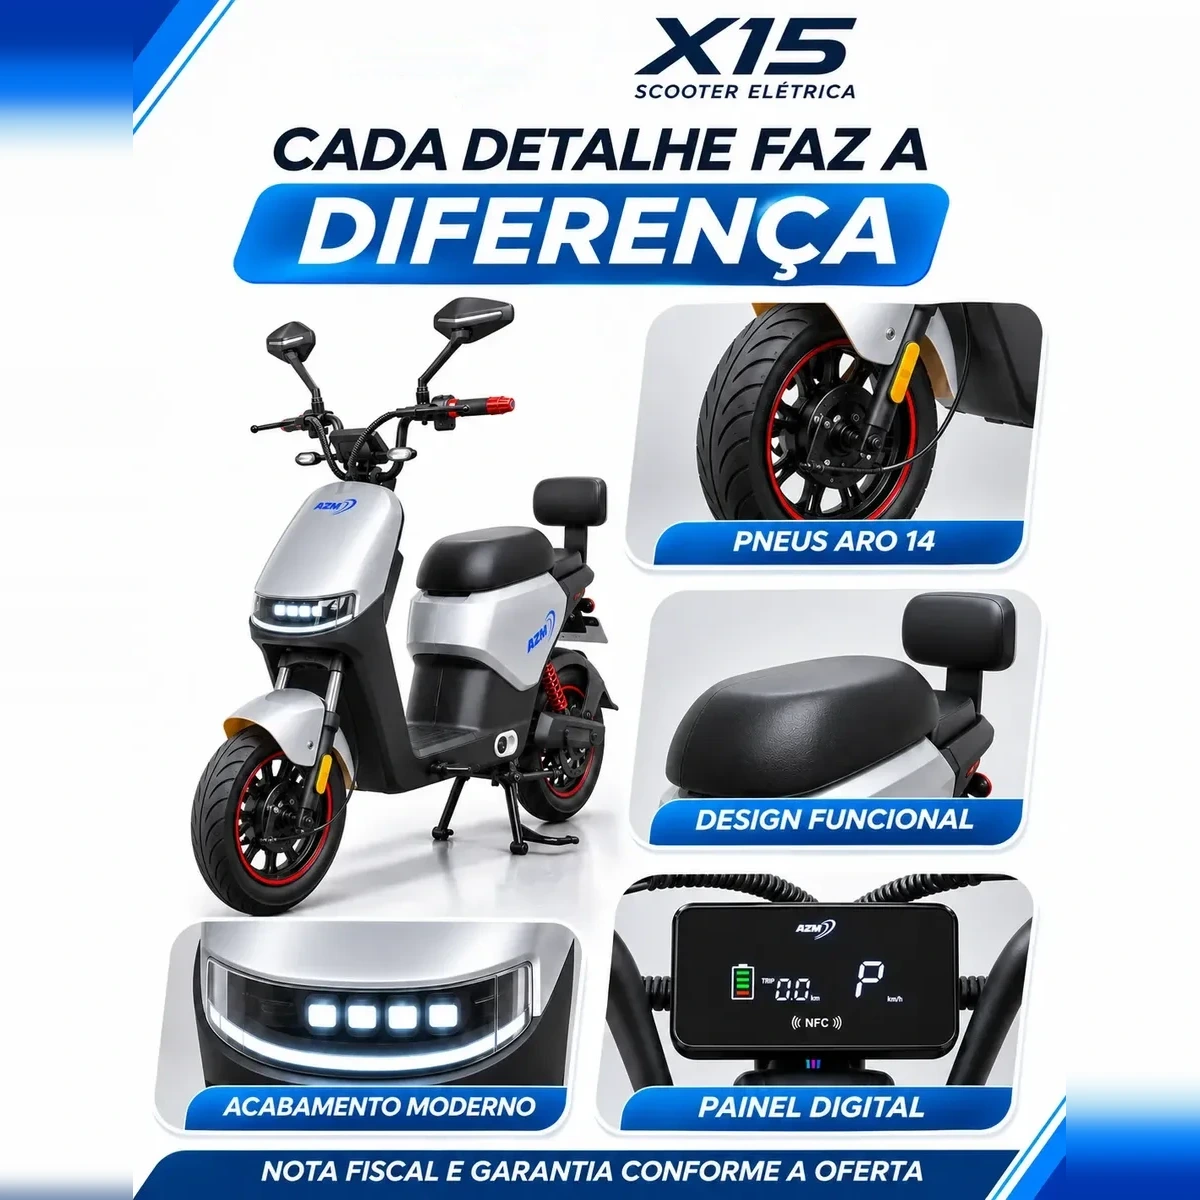 X15
SCOOTER ELÉTRICA
CADA DETALHE FAZ A
DIFERENÇA
AZM
AZM
PNEUS ARO 14
DESIGN FUNCIONAL
AZM
TRIP 0.0 km
P km/h
NFC
ACABAMENTO MODERNO
PAINEL DIGITAL
NOTA FISCAL E GARANTIA CONFORME A OFERTA